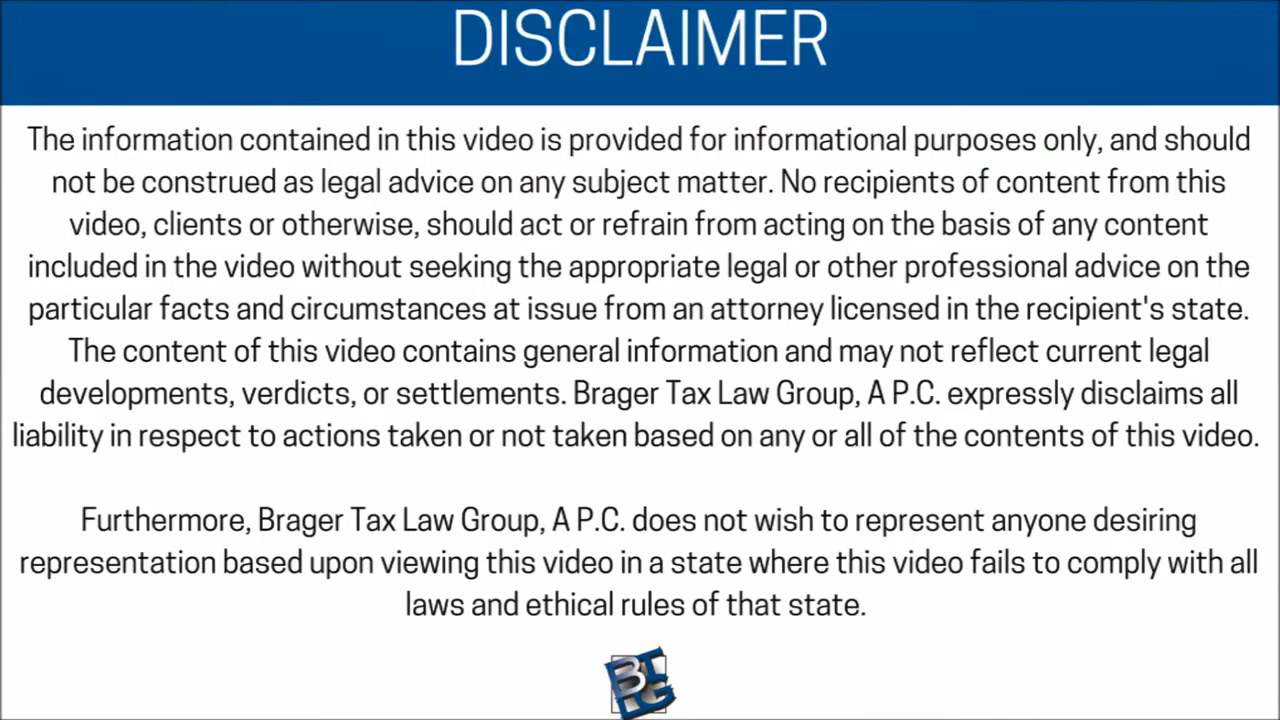 DISCLAIMER
The information contained in this video is provided for informational purposes only, and should
not be construed as legal advice on any subject matter. No recipients of content from this
video, clients or otherwise, should act or refrain from acting on the basis of any content
included in the video without seeking the appropriate legal or other professional advice on the
particular facts and circumstances at issue from an attorney licensed in the recipient's state.
The content of this video contains general information and may not reflect current legal
developments, verdicts, or settlements. Brager Tax Law Group, A P.C. expressly disclaims all
liability in respect to actions taken or not taken based on any or all of the contents of this video.
Furthermore, Brager Tax Law Group, A P.C. does not wish to represent anyone desiring
representation based upon viewing this video in a state where this video fails to comply with all
laws and ethical rules of that state.
BT
LG